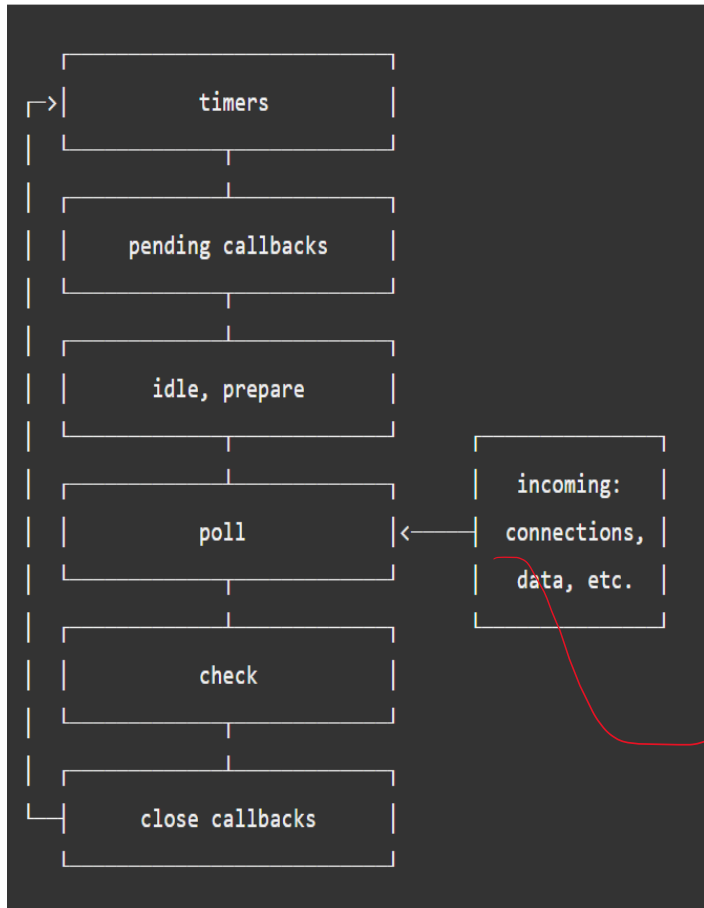 timers
pending callbacks
idle, prepare
poll
incoming:
connections,
data, etc.
check
close callbacks